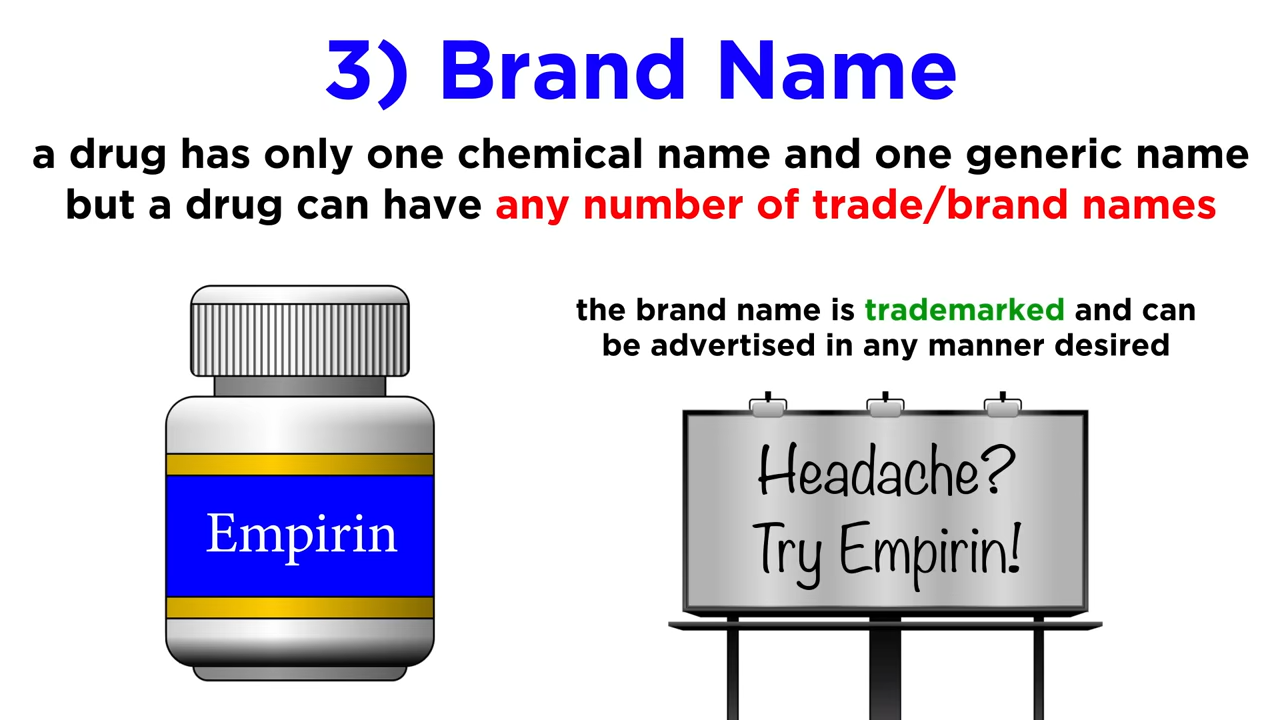 3) Brand Name
a drug has only one chemical name and one generic name
but a drug can have any number of trade/brand names
the brand name is trademarked and can
be advertised in any manner desired
Empirin
Headache?
Try Empirin!